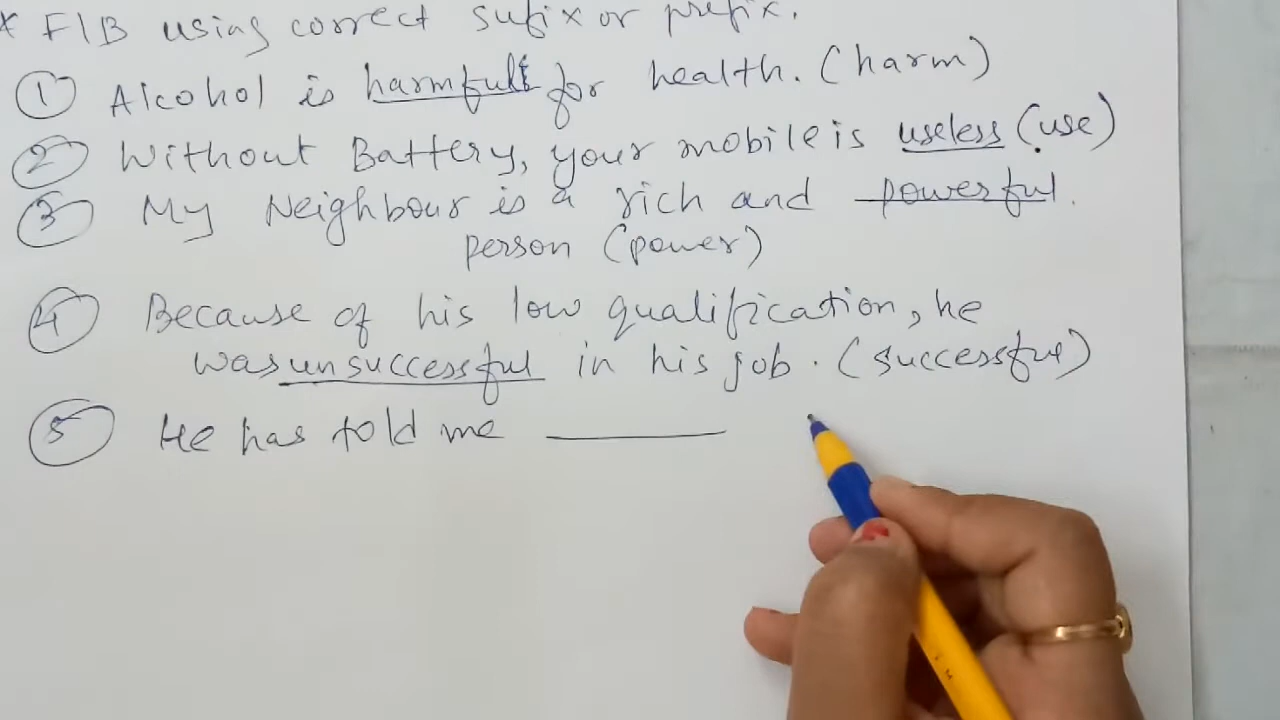 * FIB using correct sufix or prefix.
① Alcohol is harmful for health. (harm)
② Without Battery, your mobile is useless (use)
③ My Neighbour is a rich and powerful.
person (power)
④ Because of his low qualification, he
was unsuccessful in his job. (successful)
⑤ He has told me ________